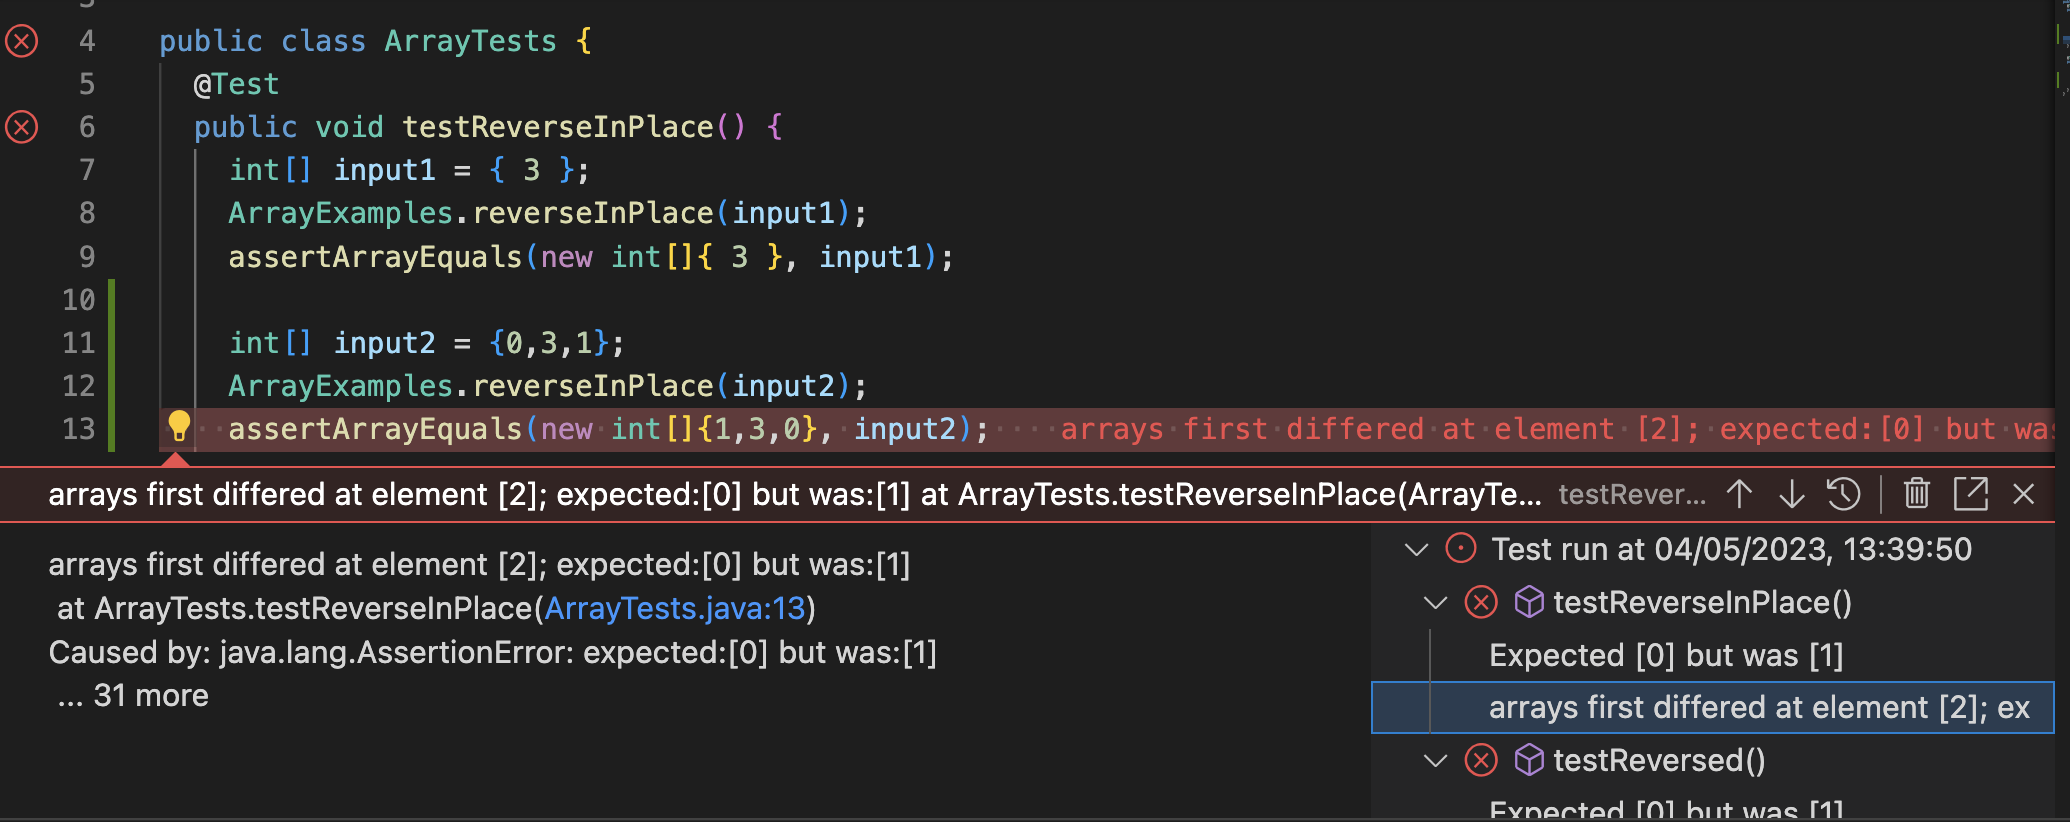 4 public class ArrayTests {
5 @Test
6 public void testReverseInPlace() {
7 int[] input1 = { 3 };
8 ArrayExamples.reverseInPlace(input1);
9 assertArrayEquals(new int[]{ 3 }, input1);
10
11 int[] input2 = {0,3,1};
12 ArrayExamples.reverseInPlace(input2);
13 assertArrayEquals(new int[]{1,3,0}, input2); arrays first differed at element [2]; expected:[0] but was
arrays first differed at element [2]; expected:[0] but was:[1] at ArrayTests.testReverseInPlace(ArrayTe... testRever...
arrays first differed at element [2]; expected:[0] but was:[1]
at ArrayTests.testReverseInPlace(ArrayTests.java:13)
Caused by: java.lang.AssertionError: expected:[0] but was:[1]
... 31 more
Test run at 04/05/2023, 13:39:50
testReverseInPlace()
Expected [0] but was [1]
arrays first differed at element [2]; ex
testReversed()
Expected [0] but was [1]